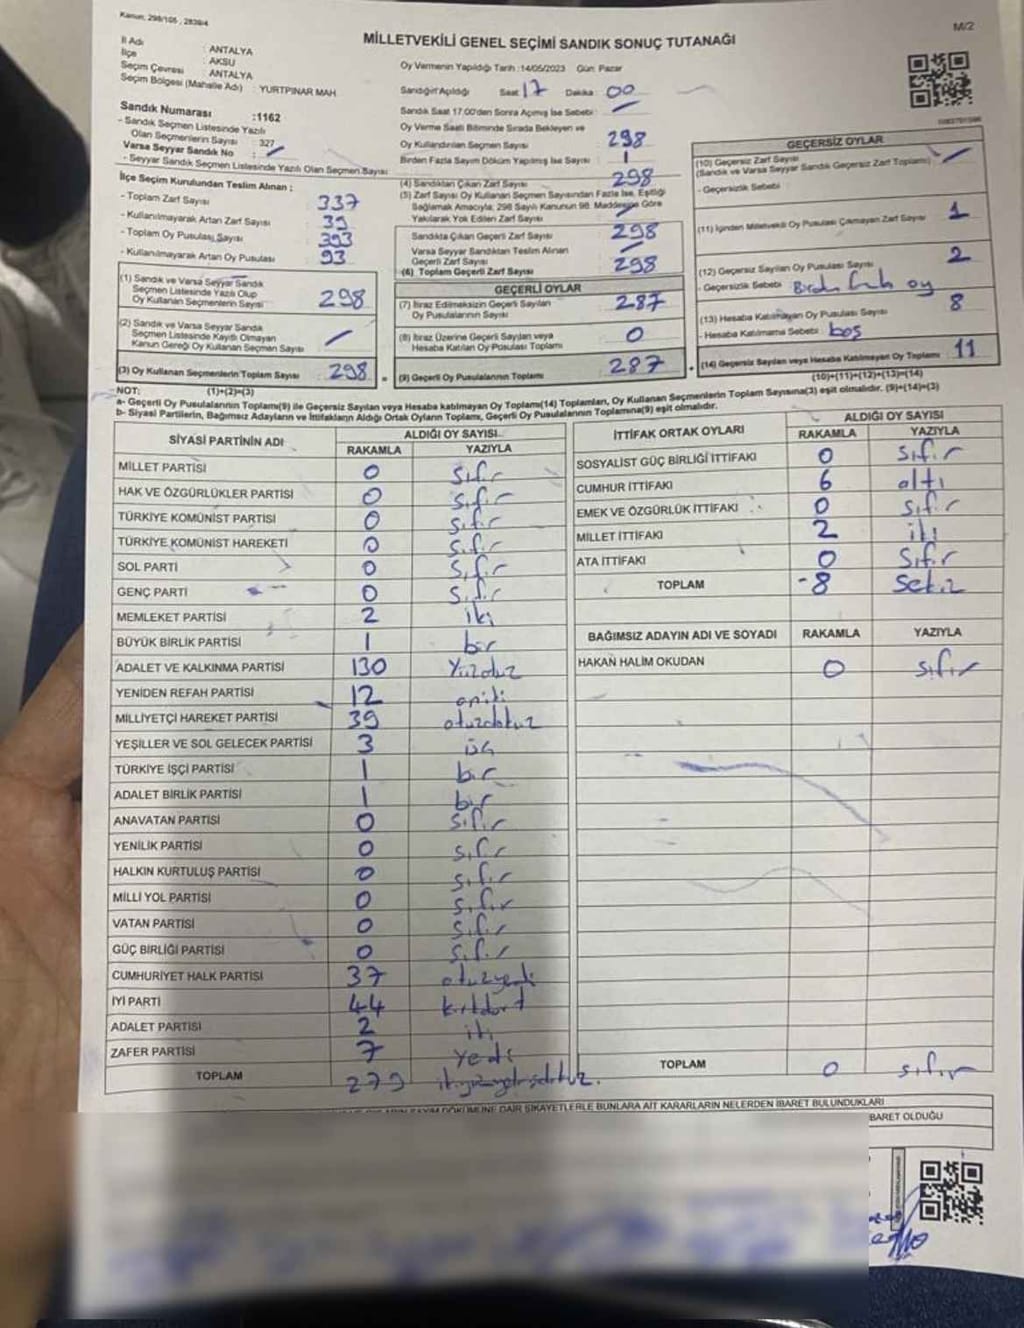 Kanun; 298/105 , 2839/4
M/2
MİLLETVEKİLİ GENEL SEÇİMİ SANDIK SONUÇ TUTANAĞI
İl Adı : ANTALYA
İlçe : AKSU
Seçim Çevresi : ANTALYA
Seçim Bölgesi (Mahalle Adı) : YURTPINAR MAH.
Sandık Numarası :1162
- Sandık Seçmen Listesinde Yazılı
Olan Seçmenlerin Sayısı : 327
Varsa Seyyar Sandık No :
- Seyyar Sandık Seçmen Listesinde Yazılı Olan Seçmen Sayısı
İlçe Seçim Kurulundan Teslim Alınan ;
- Toplam Zarf Sayısı : 337
- Kullanılmayarak Artan Zarf Sayısı : 39
- Toplam Oy Pusulası Sayısı : 393
- Kullanılmayarak Artan Oy Pusulası : 93
(1) Sandık ve Varsa Seyyar Sandık
Seçmen Listesinde Yazılı Olup
Oy Kullanan Seçmenlerin Sayısı 298
(2) Sandık ve Varsa Seyyar Sandık
Seçmen Listesinde Kayıtlı Olmayan
Kanun Gereği Oy Kullanan Seçmen Sayısı
(3) Oy Kullanan Seçmenlerin Toplam Sayısı 298
Oy Vermenin Yapıldığı Tarih :14/05/2023 Gün: Pazar
Sandığın Açıldığı Saat 17 Dakika : 00
Sandık Saat 17.00'den Sonra Açılmış İse Sebebi :
Oy Verme Saati Bitiminde Sırada Bekleyen ve
Oy Kullandırılan Seçmen Sayısı : 298
Birden Fazla Sayım Döküm Yapılmış İse Sayısı : 1
(4) Sandıktan Çıkan Zarf Sayısı : 298
(5) Zarf Sayısı Oy Kullanan Seçmen Sayısından Fazla İse, Eşitliği
Sağlamak Amacıyla; 298 Sayılı Kanunun 98. Maddesine Göre
Yakılarak Yok Edilen Zarf Sayısı
Sandıkta Çıkan Geçerli Zarf Sayısı : 298
Varsa Seyyar Sandıktan Teslim Alınan
Geçerli Zarf Sayısı :
(6) Toplam Geçerli Zarf Sayısı : 298
GEÇERLİ OYLAR
(7) İtiraz Edilmeksizin Geçerli Sayılan
Oy Pusulalarının Sayısı : 287
(8) İtiraz Üzerine Geçerli Sayılan veya
Hesaba Katılan Oy Pusulası Toplamı : 0
(9) Geçerli Oy Pusulalarının Toplamı : 287
GEÇERSİZ OYLAR
(10) Geçersiz Zarf Sayısı
(Sandık ve Varsa Seyyar Sandık Geçersiz Zarf Toplamı) :
- Geçersizlik Sebebi :
(11) İçinden Milletvekili Oy Pusulası Çıkmayan Zarf Sayısı : 1
(12) Geçersiz Sayılan Oy Pusulası Sayısı : 2
- Geçersizlik Sebebi : oy
(13) Hesaba Katılmayan Oy Pusulası Sayısı : 8
- Hesaba Katılmama Sebebi : boş
(14) Geçersiz Sayılan veya Hesaba Katılmayan Oy Toplamı : 11
(10)+(11)+(12)+(13)=(14)
NOT: (1)+(2)=(3)
a- Geçerli Oy Pusulalarının Toplamı(9) ile Geçersiz Sayılan veya Hesaba katılmayan Oy Toplamı(14) Toplamları, Oy Kullanan Seçmenlerin Toplam Sayısına(3) eşit olmalıdır. (9)+(14)=(3)
b- Siyasi Partilerin, Bağımsız Adayların ve İttifakların Aldığı Ortak Oyların Toplamı, Geçerli Oy Pusulalarının Toplamına(9) eşit olmalıdır.
SİYASİ PARTİNİN ADI ALDIĞI OY SAYISI
RAKAMLA YAZIYLA
MİLLET PARTİSİ 0 sıfır
HAK VE ÖZGÜRLÜKLER PARTİSİ 0 sıfır
TÜRKİYE KOMÜNİST PARTİSİ 0 sıfır
TÜRKİYE KOMÜNİST HAREKETİ 0 sıfır
SOL PARTİ 0 sıfır
GENÇ PARTİ 0 sıfır
MEMLEKET PARTİSİ 2 iki
BÜYÜK BİRLİK PARTİSİ 1 bir
ADALET VE KALKINMA PARTİSİ 130 Yüzotuz
YENİDEN REFAH PARTİSİ 12 oniki
MİLLİYETÇİ HAREKET PARTİSİ 39 otuzdokuz
YEŞİLLER VE SOL GELECEK PARTİSİ 3 üç
TÜRKİYE İŞÇİ PARTİSİ 1 bir
ADALET BİRLİK PARTİSİ 1 bir
ANAVATAN PARTİSİ 0 sıfır
YENİLİK PARTİSİ 0 sıfır
HALKIN KURTULUŞ PARTİSİ 0 sıfır
MİLLİ YOL PARTİSİ 0 sıfır
VATAN PARTİSİ 0 sıfır
GÜÇ BİRLİĞİ PARTİSİ 0 sıfır
CUMHURİYET HALK PARTİSİ 37 otuzyedi
İYİ PARTİ 44 kırkdört
ADALET PARTİSİ 2 iki
ZAFER PARTİSİ 7 yedi
TOPLAM 279 ikiyüzyetmişdokuz.
İTTİFAK ORTAK OYLARI ALDIĞI OY SAYISI
RAKAMLA YAZIYLA
SOSYALİST GÜÇ BİRLİĞİ İTTİFAKI 0 sıfır
CUMHUR İTTİFAKI 6 altı
EMEK VE ÖZGÜRLÜK İTTİFAKI 0 sıfır
MİLLET İTTİFAKI 2 iki
ATA İTTİFAKI 0 sıfır
TOPLAM 8 Sekiz
BAĞIMSIZ ADAYIN ADI VE SOYADI RAKAMLA YAZIYLA
HAKAN HALİM OKUDAN 0 sıfır
TOPLAM 0 sıfır
DÖKÜMÜNE DAİR ŞİKAYETLERLE BUNLARA AİT KARARLARIN NELERDEN İBARET BULUNDUKLARI
İBARET OLDUĞU